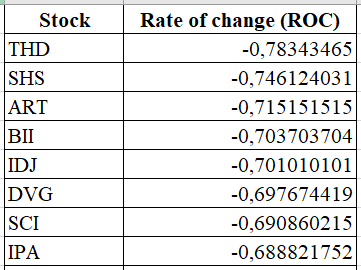 Stock Rate of change (ROC)
THD -0,78343465
SHS -0,746124031
ART -0,715151515
BII -0,703703704
IDJ -0,701010101
DVG -0,697674419
SCI -0,690860215
IPA -0,688821752